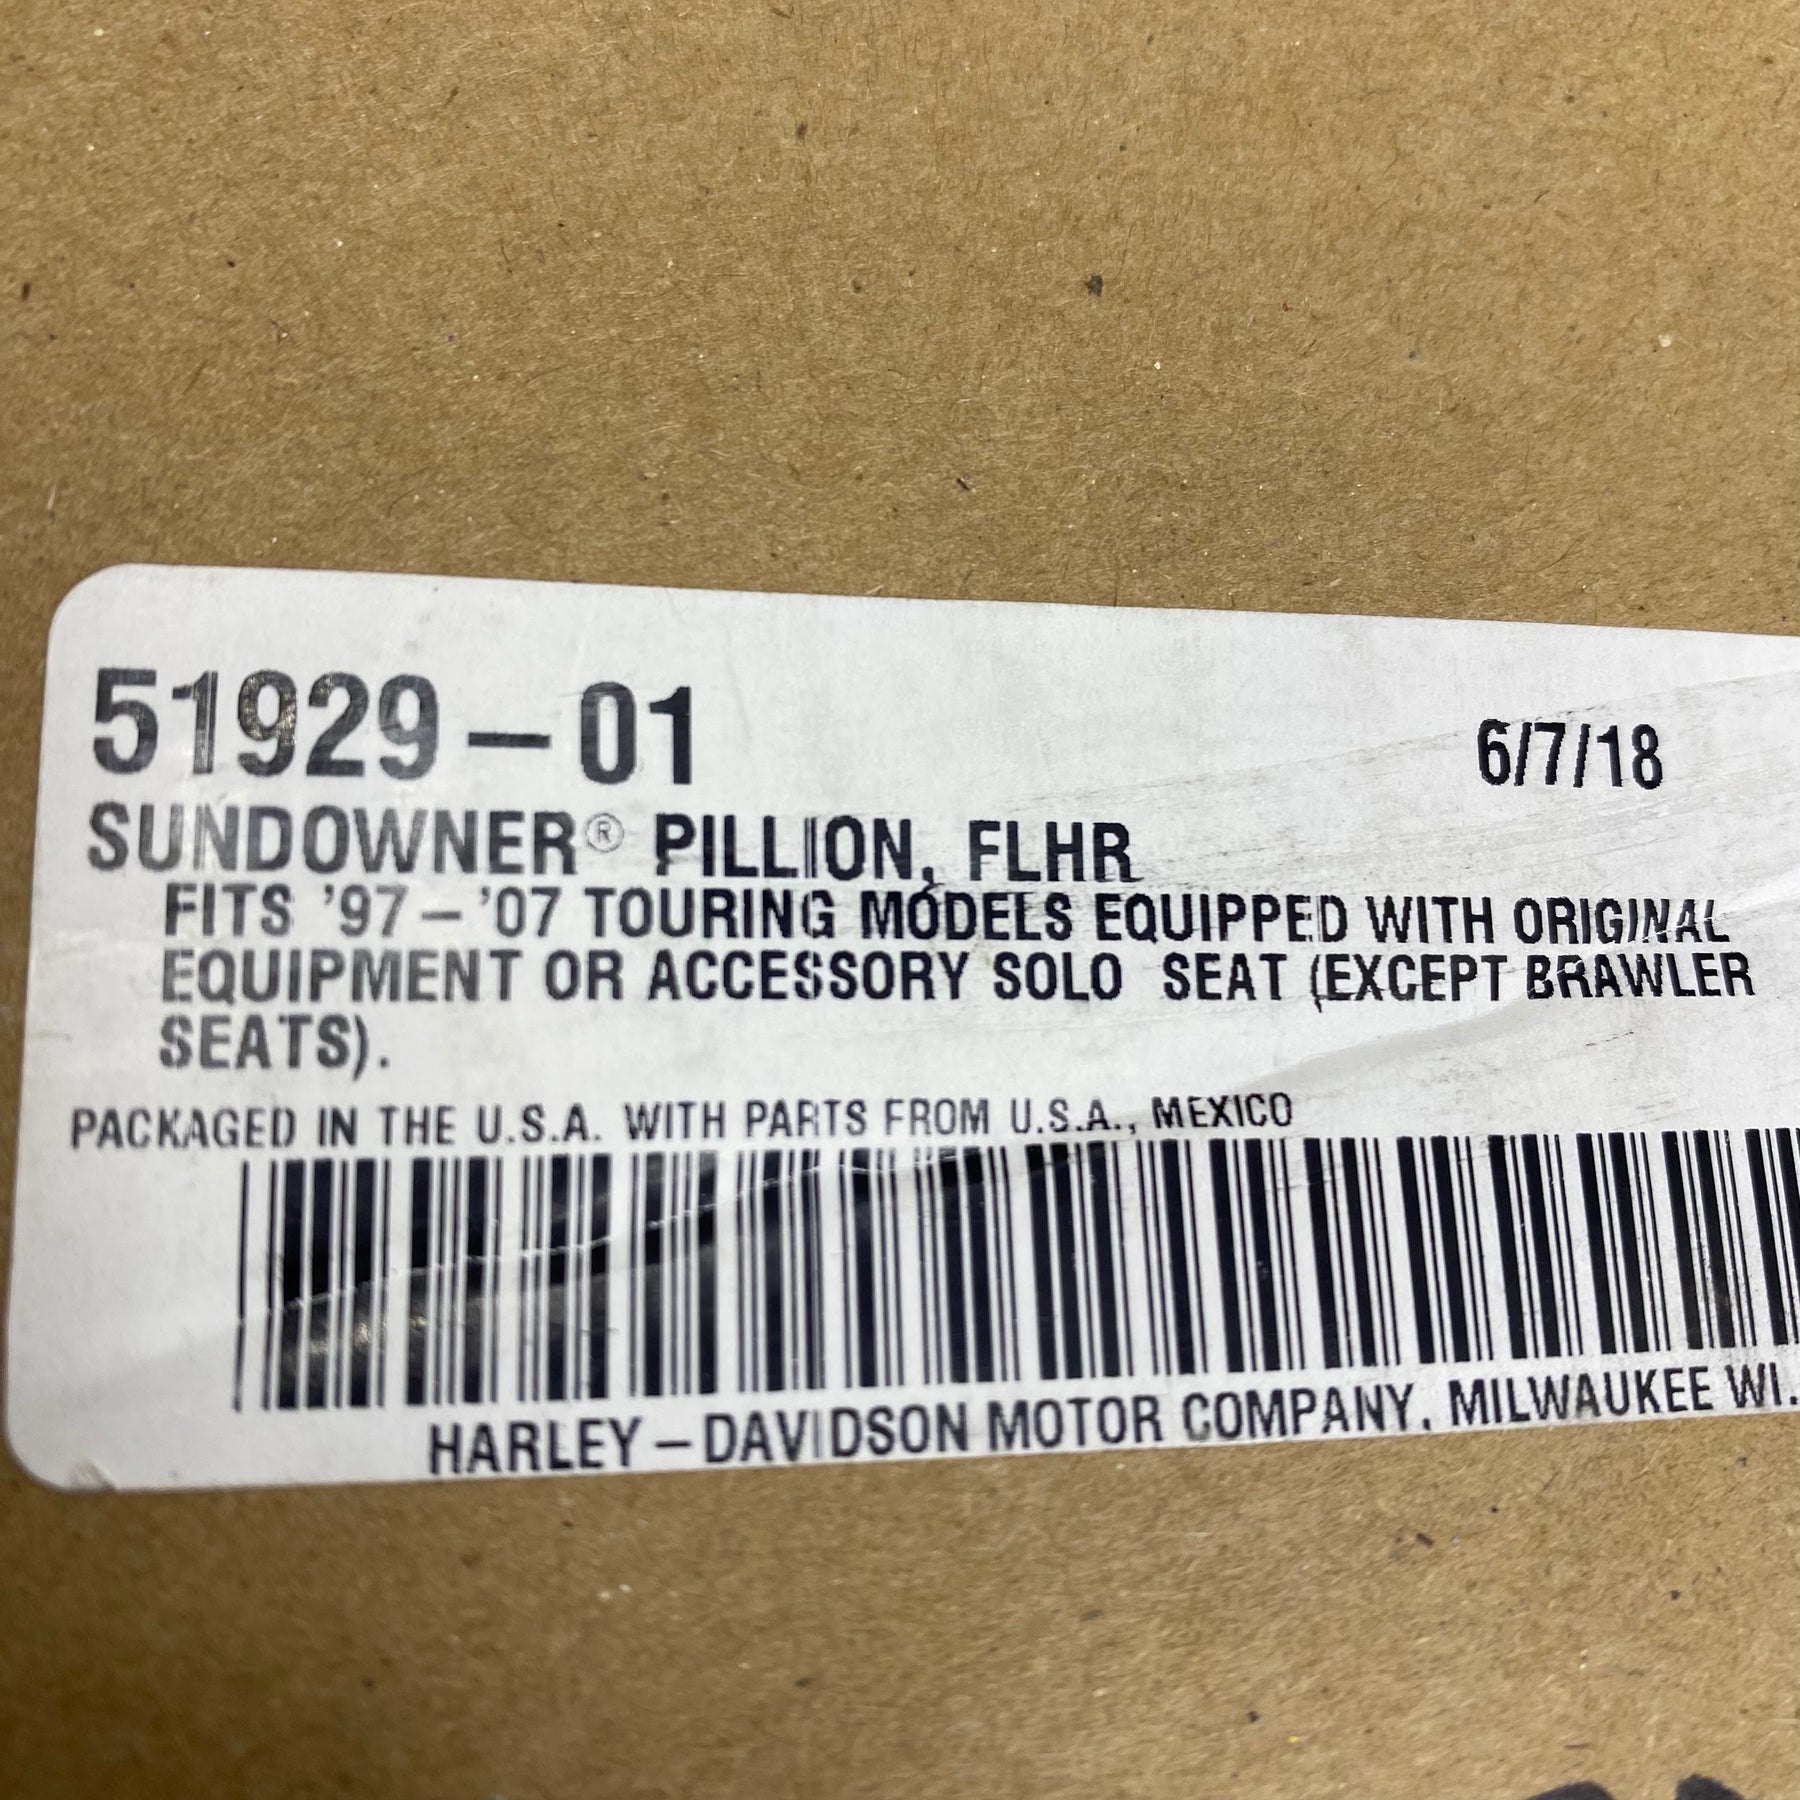 51929-01
6/7/18
SUNDOWNER® PILLION, FLHR
FITS '97-'07 TOURING MODELS EQUIPPED WITH ORIGINAL
EQUIPMENT OR ACCESSORY SOLO SEAT (EXCEPT BRAWLER
SEATS).
PACKAGED IN THE U.S.A. WITH PARTS FROM U.S.A., MEXICO
HARLEY-DAVIDSON MOTOR COMPANY, MILWAUKEE WI.